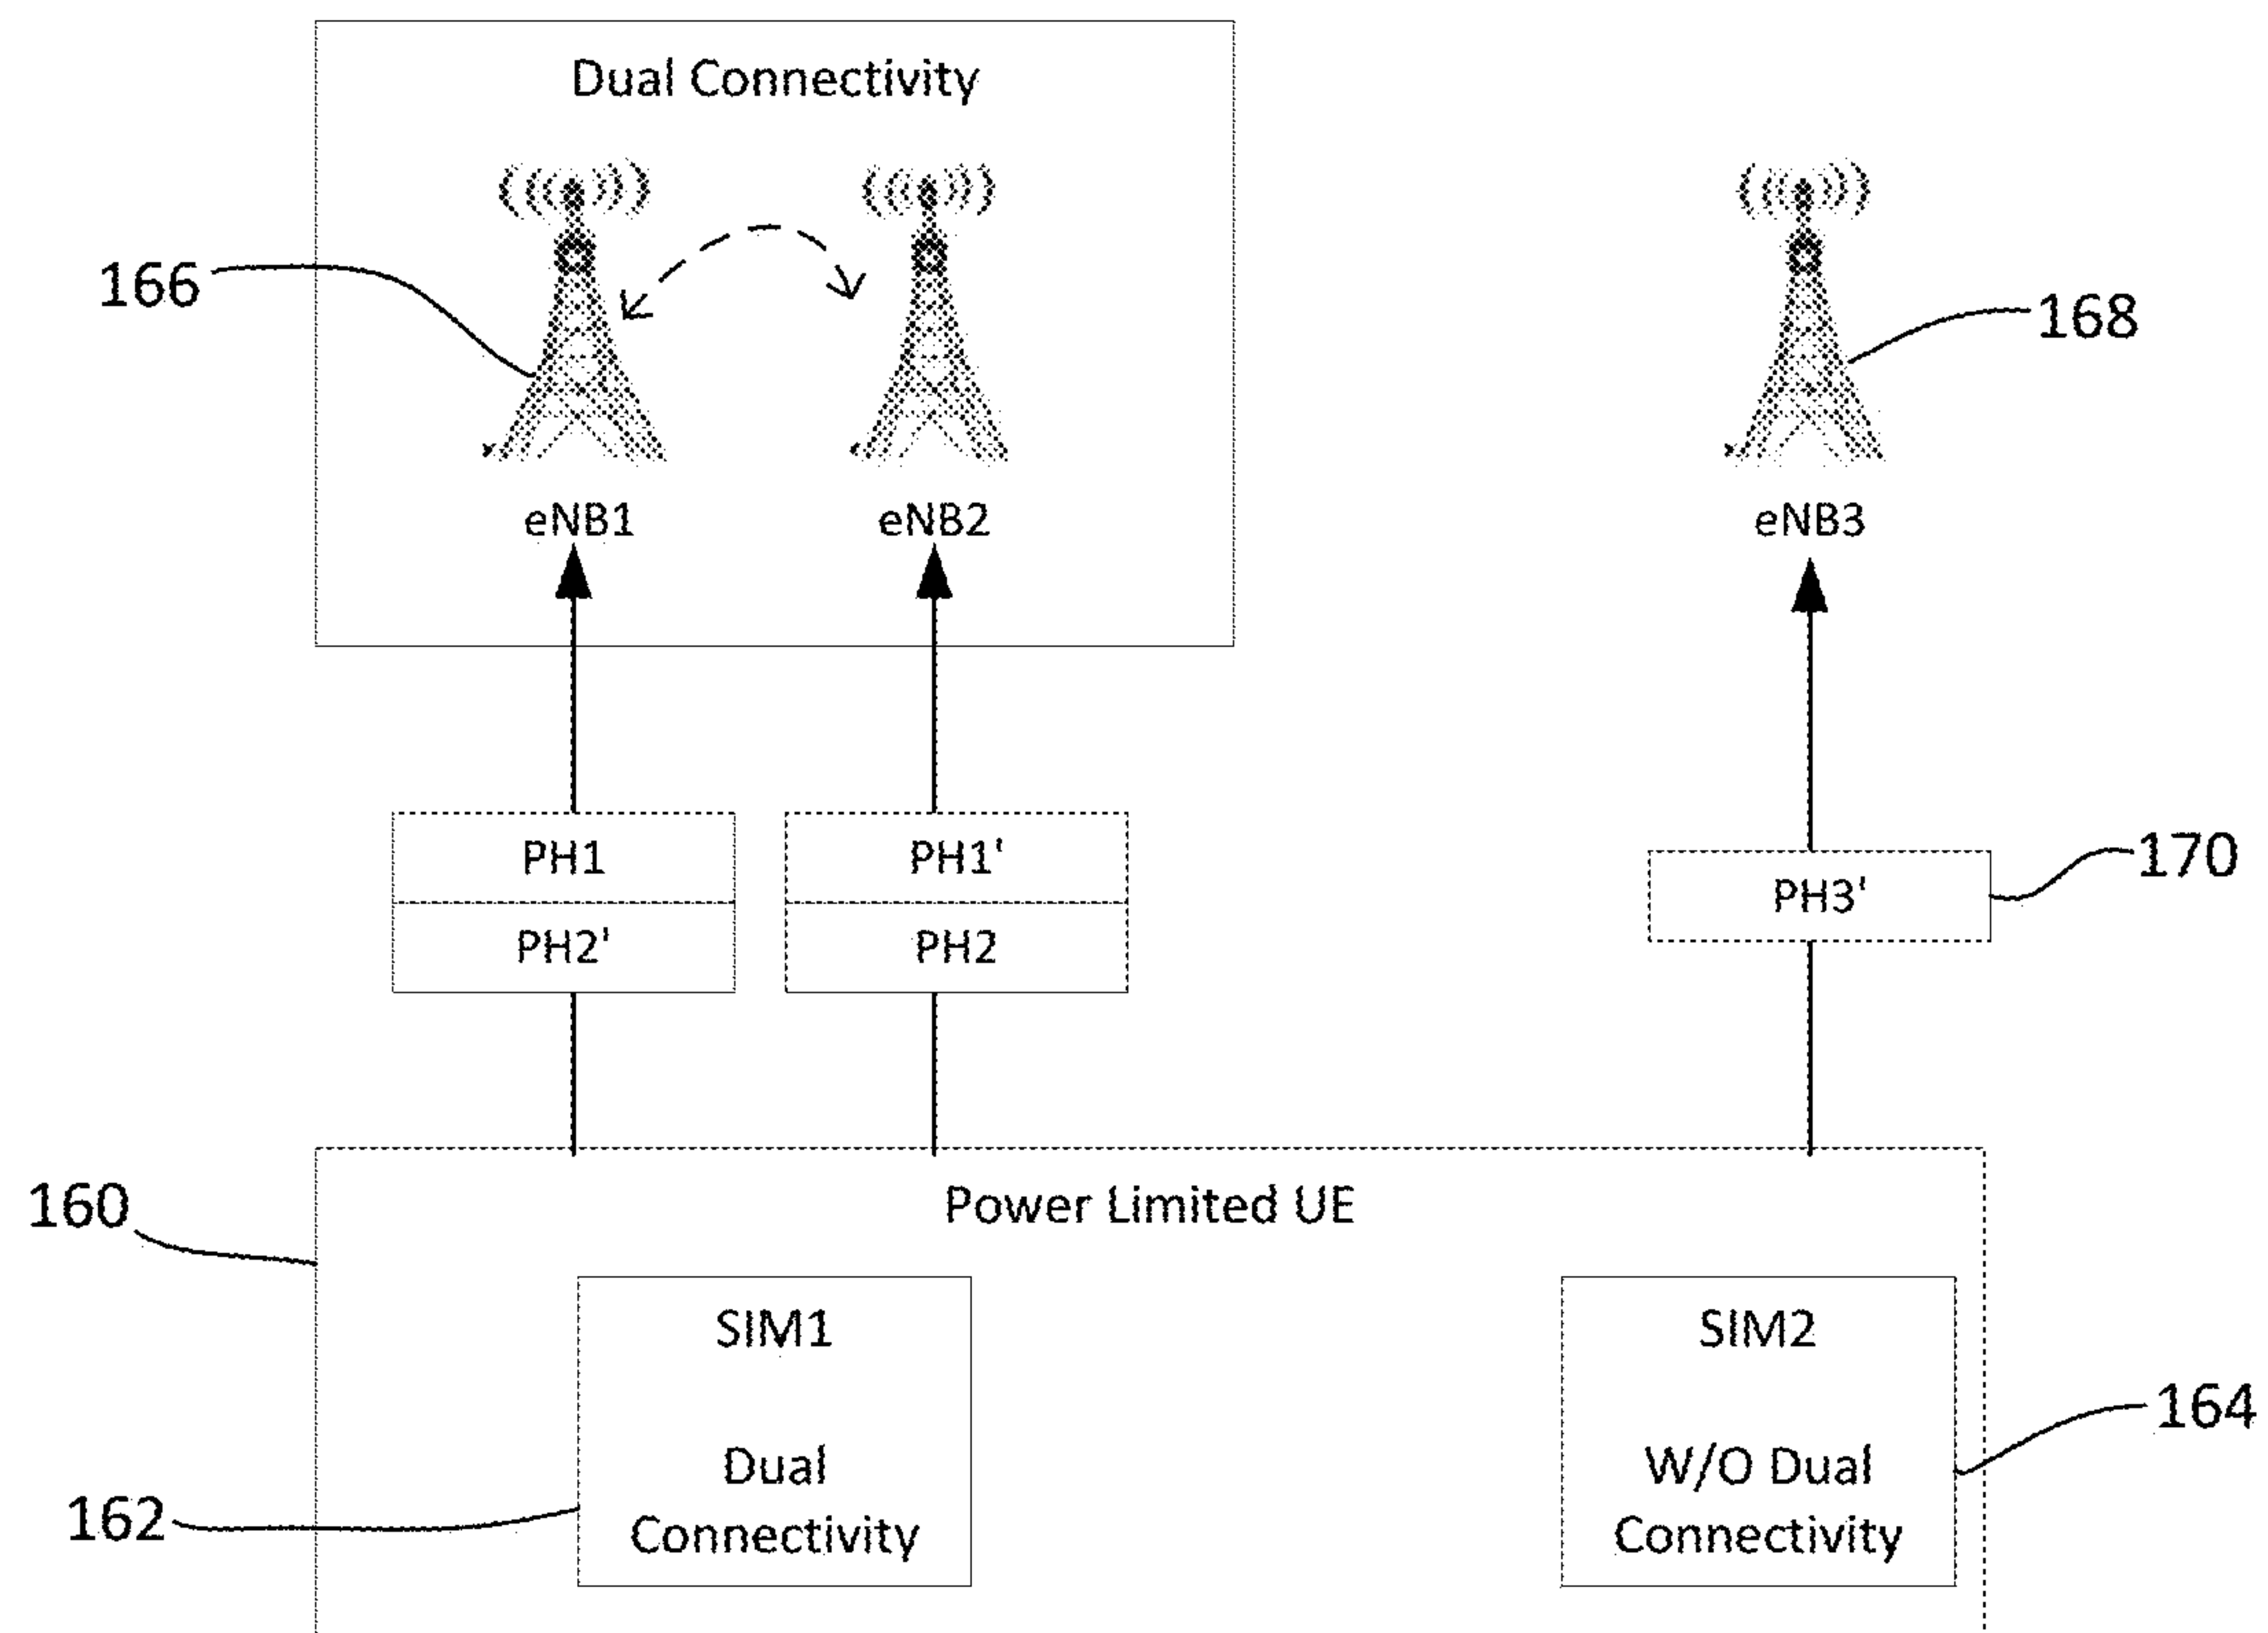 Dual Connectivity
166
168
eNB1
eNB2
eNB3
PH1
PH1'
PH2'
PH2
PH3'
170
160
Power Limited UE
SIM1
Dual
Connectivity
SIM2
W/O Dual
Connectivity
164
162